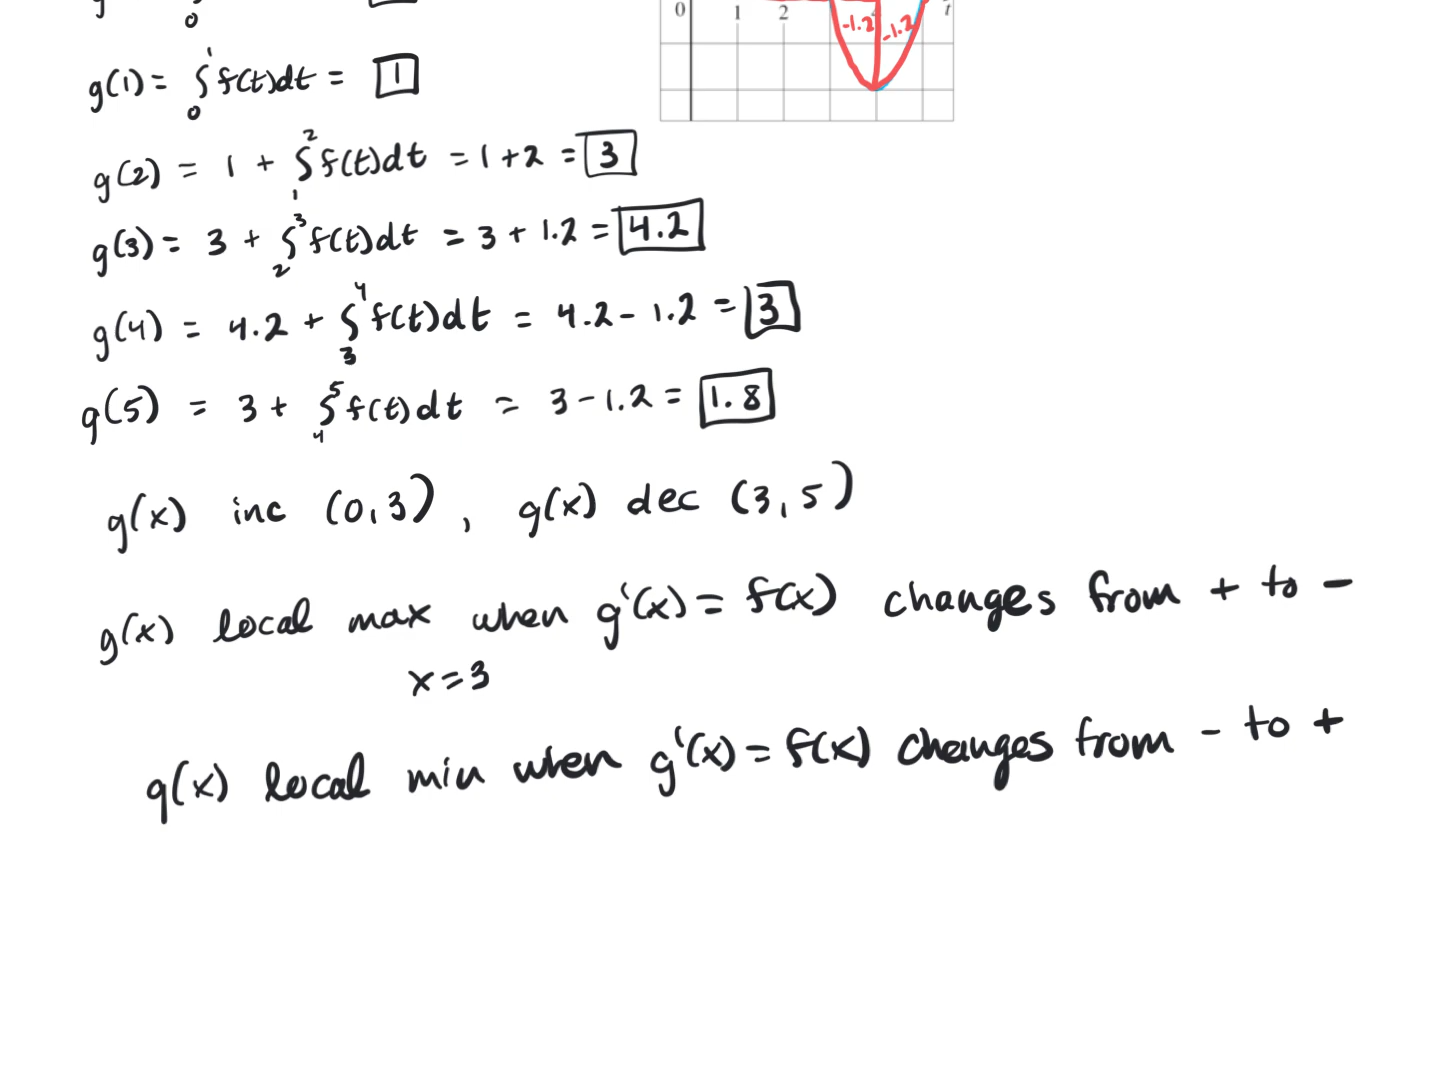 0
0 1 2 t
-1.2 -1.2
g(1) = ∫₀¹ f(t)dt = 1
g(2) = 1 + ∫₁² f(t)dt = 1 + 2 = 3
g(3) = 3 + ∫₂³ f(t)dt = 3 + 1.2 = 4.2
g(4) = 4.2 + ∫₃⁴ f(t)dt = 4.2 - 1.2 = 3
g(5) = 3 + ∫₄⁵ f(t)dt = 3 - 1.2 = 1.8
g(x) inc (0,3), g(x) dec (3,5)
g(x) local max when g'(x) = f(x) changes from + to -
x = 3
g(x) local min when g'(x) = f(x) changes from - to +